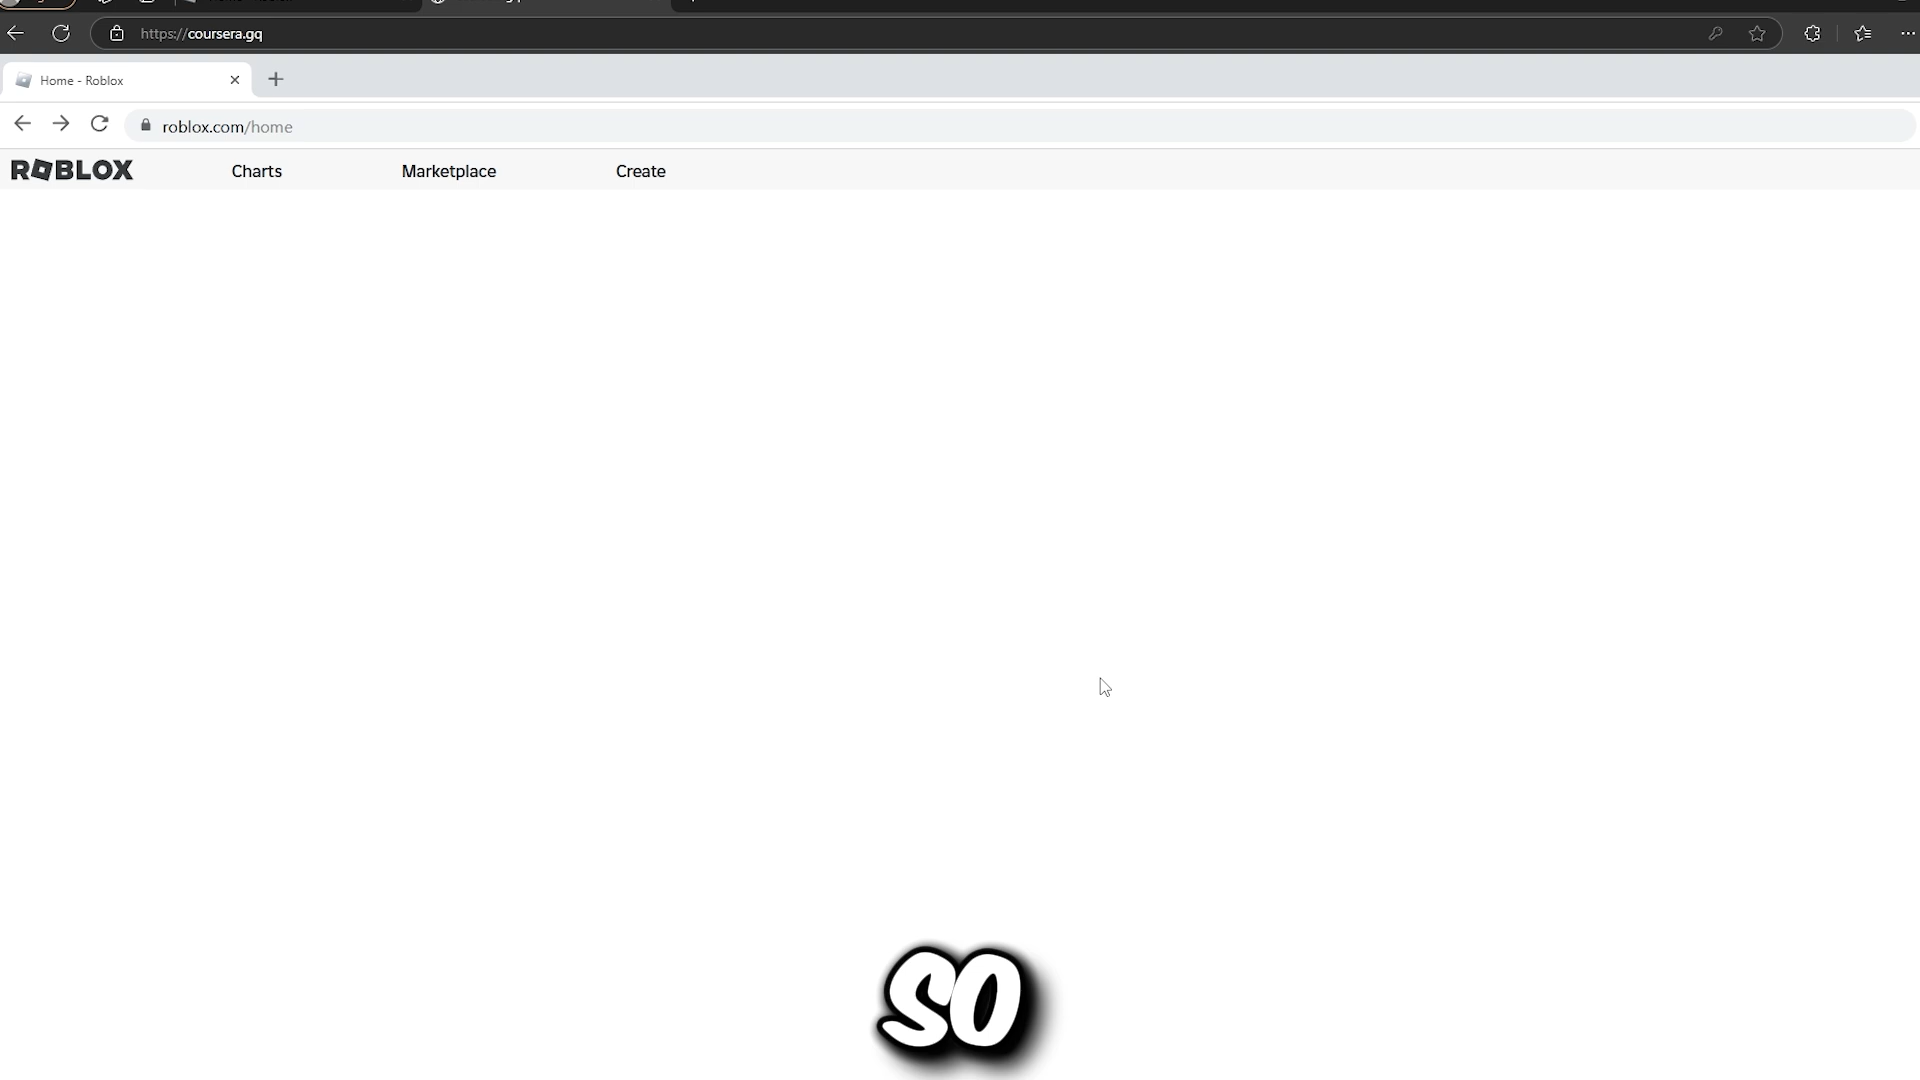 https://coursera.gq
Home - Roblox
roblox.com/home
ROBLOX Charts Marketplace Create
SO